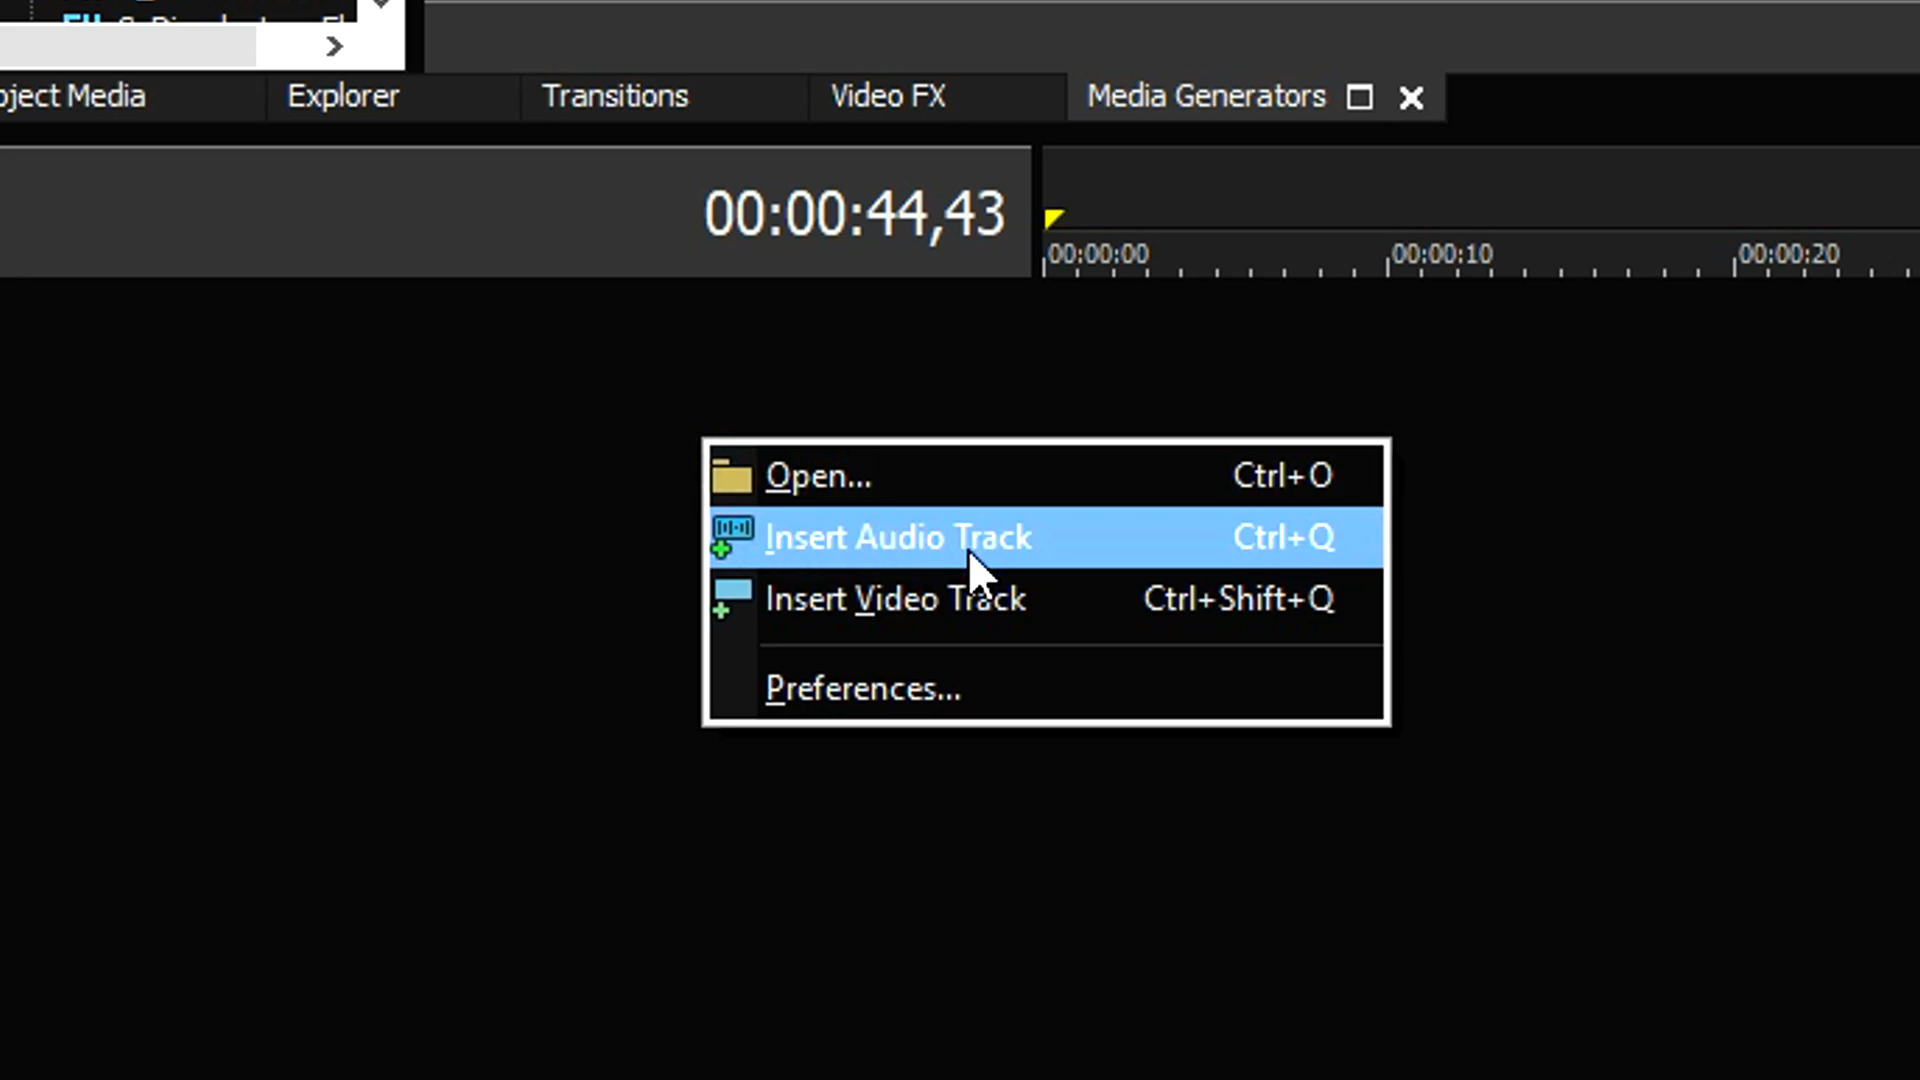 oject Media Explorer Transitions Video FX Media Generators
00:00:44,43
00:00:00 00:00:10 00:00:20
Open... Ctrl+O
Insert Audio Track Ctrl+Q
Insert Video Track Ctrl+Shift+Q
Preferences...